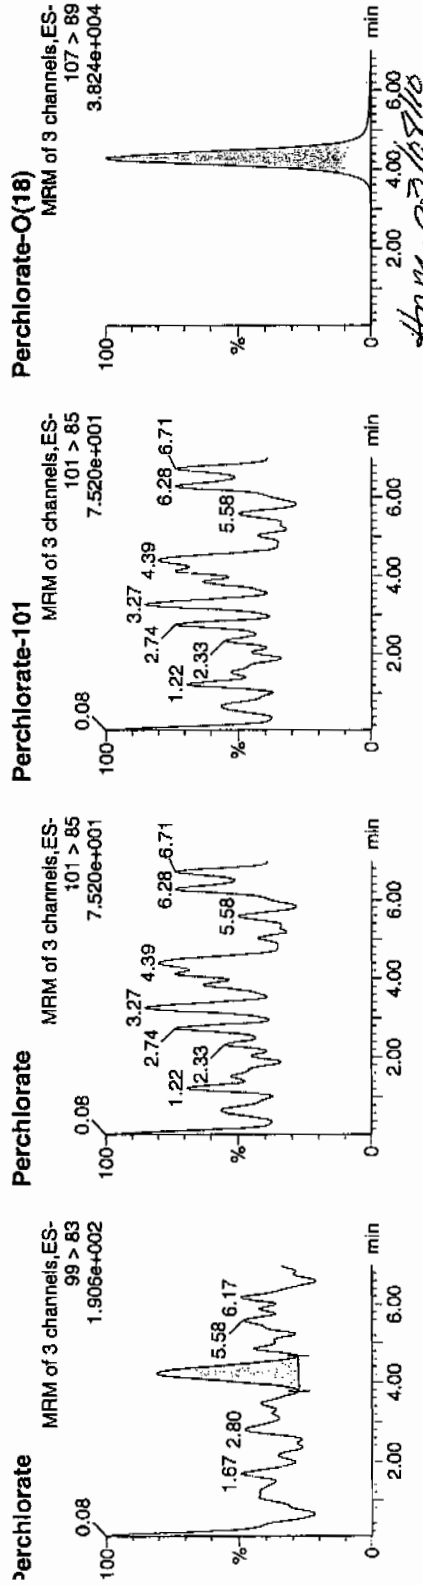 Perchlorate
MRM of 3 channels,ES-
99 > 83
1.906e+002
100
%
0
0.08
1.67
2.80
5.58
6.17
2.00
4.00
6.00
min
Perchlorate
MRM of 3 channels,ES-
101 > 85
7.520e+001
100
%
0
0.08
1.22
2.33
2.74
3.27
4.39
5.58
6.28
6.71
2.00
4.00
6.00
min
Perchlorate-101
MRM of 3 channels,ES-
101 > 85
7.520e+001
100
%
0
0.08
1.22
2.33
2.74
3.27
4.39
5.58
6.28
6.71
2.00
4.00
6.00
min
Perchlorate-O(18)
MRM of 3 channels,ES-
107 > 89
3.824e+004
100
%
0
2.00
4.00
6.00
min